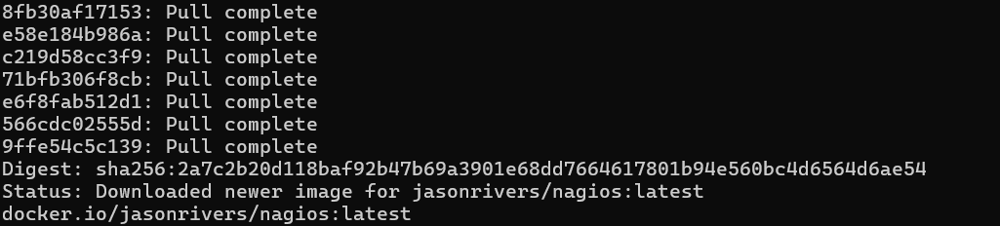 8fb30af17153: Pull complete
e58e184b986a: Pull complete
c219d58cc3f9: Pull complete
71bfb306f8cb: Pull complete
e6f8fab512d1: Pull complete
566cdc02555d: Pull complete
9ffe54c5c139: Pull complete
Digest: sha256:2a7c2b20d118baf92b47b69a3901e68dd7664617801b94e560bc4d6564d6ae54
Status: Downloaded newer image for jasonrivers/nagios:latest
docker.io/jasonrivers/nagios:latest